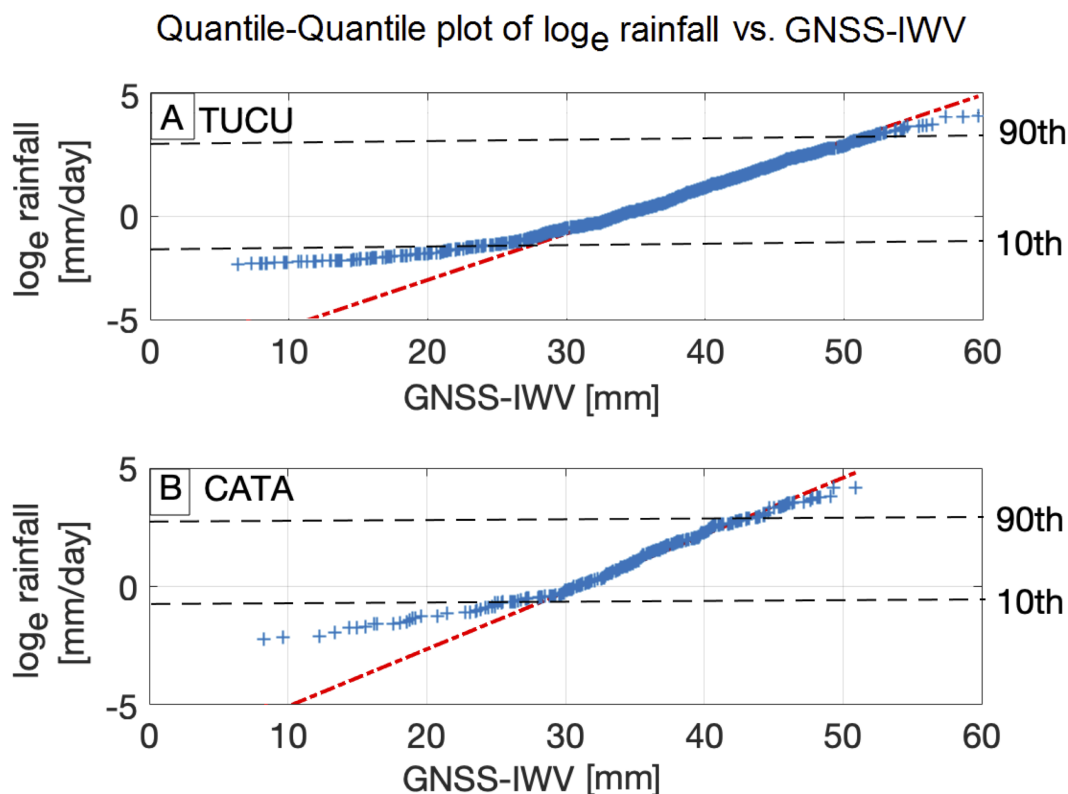 Quantile-Quantile plot of loge rainfall vs. GNSS-IWV
A TUCU
loge rainfall
[mm/day]
5
0
-5
90th
10th
0 10 20 30 40 50 60
GNSS-IWV [mm]
B CATA
loge rainfall
[mm/day]
5
0
-5
90th
10th
0 10 20 30 40 50 60
GNSS-IWV [mm]